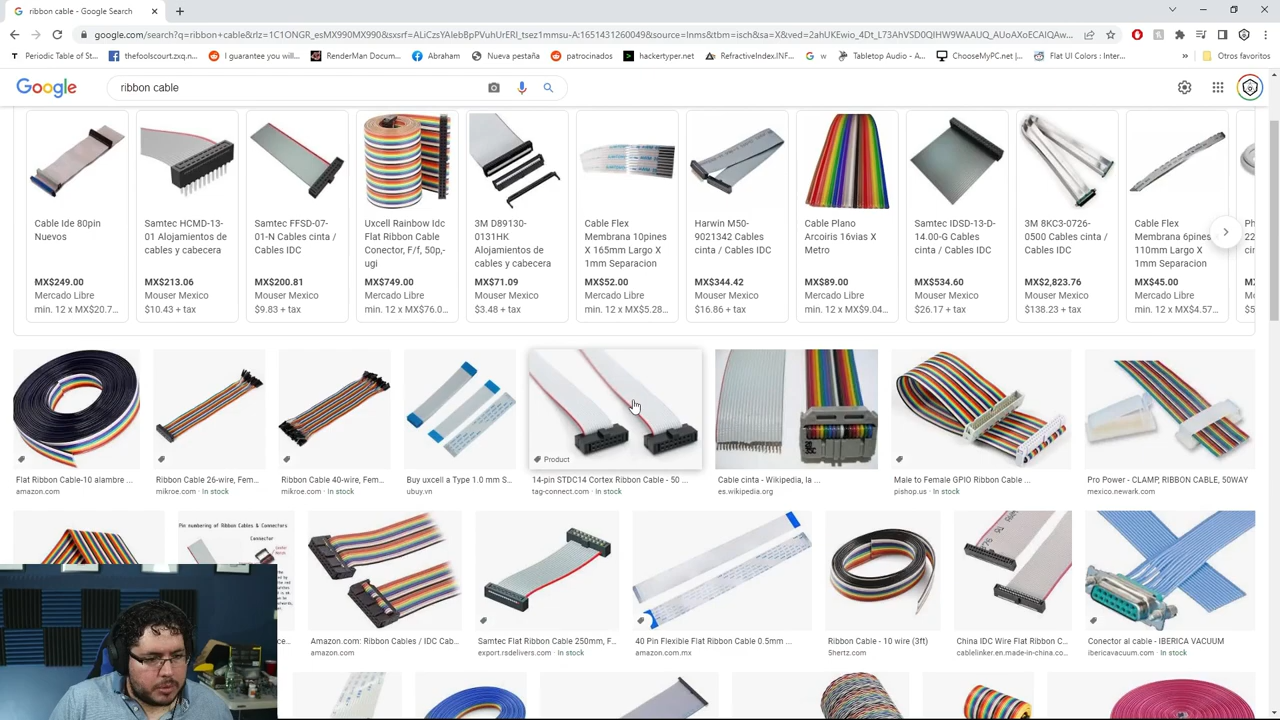 ribbon cable - Google Search
google.com/search?q=ribbon+cable&rlz=1C1ONGR_esMX990MX990&sxsrf=ALiCzsYAlebBpPVuhUrERI_tsez1mmsu-A:1651431260049&source=lnms&tbm=isch&sa=X&ved=2ahUKEwio_4Dt_L73AhVSD0QIHW9WAAUQ_AUoAXoECAIQAw...
Periodic Table of St...
thefoolscourt.zxq.n...
I guarantee you will...
RenderMan Docum...
Abraham
Nueva pestaña
patrocinados
hackertyper.net
RefractiveIndex.INF...
w
Tabletop Audio - A...
ChooseMyPC.net |...
Flat UI Colors : Inter...
»
Otros favoritos
Google
ribbon cable
Cable Ide 80pin
Nuevos
MX$249.00
Mercado Libre
min. 12 x MX$20.7...
Samtec HCMD-13-
01 Alojamientos de
cables y cabecera
MX$213.06
Mouser Mexico
$10.43 + tax
Samtec FFSD-07-
01-N Cables cinta /
Cables IDC
MX$200.81
Mouser Mexico
$9.83 + tax
Uxcell Rainbow Idc
Flat Ribbon Cable
Conector, F/f, 50p,-
ugi
MX$749.00
Mercado Libre
min. 12 x MX$76.0...
3M D89130-
0131HK
Alojamientos de
cables y cabecera
MX$71.09
Mouser Mexico
$3.48 + tax
Cable Flex
Membrana 10pines
X 165mm Largo X
1mm Separacion
MX$52.00
Mercado Libre
min. 12 x MX$5.28...
Harwin M50-
9021342 Cables
cinta / Cables IDC
MX$344.42
Mouser Mexico
$16.86 + tax
Cable Plano
Arcoiris 16vias X
Metro
MX$89.00
Mercado Libre
min. 12 x MX$9.04...
Samtec IDSD-13-D-
14.00-G Cables
cinta / Cables IDC
MX$534.60
Mouser Mexico
$26.17 + tax
3M KC3-0726-
0500 Cables cinta /
Cables IDC
MX$2,823.76
Mouser Mexico
$138.23 + tax
Cable Flex
Membrana 6pines
110mm Largo X
1mm Separacion
MX$45.00
Mercado Libre
min. 12 x MX$4.57...
Flat Ribbon Cable-10 alambre ...
amazon.com
Ribbon Cable 26-wire, Fem...
mikroe.com · In stock
Ribbon Cable 40-wire, Fem...
mikroe.com · In stock
Buy uxcell a Type 1.0 mm S...
ubuy.vn
Product
14-pin STDC14 Cortex Ribbon Cable - 50 ...
tag-connect.com · In stock
Cable cinta - Wikipedia, la ...
es.wikipedia.org
Male to Female GPIO Ribbon Cable ...
pishop.us · In stock
Pro Power - CLAMP, RIBBON CABLE, 50WAY
mexico.newark.com
Pin numbering of Ribbon Cables & Connectors
Connector
Amazon.com: Ribbon Cables / IDC Cab...
amazon.com
Samtec Flat Ribbon Cable 250mm, F...
export.rsdelivers.com · In stock
40 Pin Flexible Flat Ribbon Cable 0.5mm ...
amazon.com.mx
Ribbon Cable - 10 wire (3ft)
5hertz.com
China IDC Wire Flat Ribbon C...
cablelinker.en.made-in-china.co...
Conector al cable - IBERICA VACUUM
ibericavacuum.com · In stock